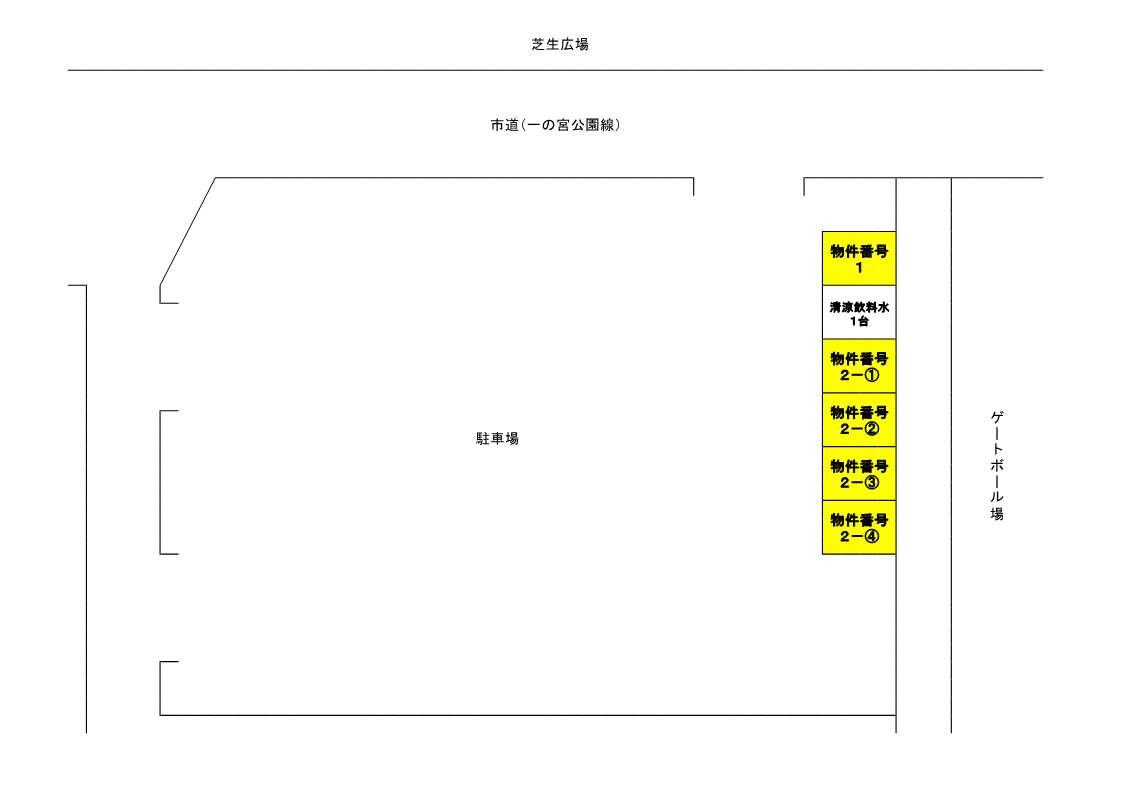 芝生広場
市道(一の宮公園線)
物件番号
1
清涼飲料水
1台
物件番号
2-①
物件番号
2-②
駐車場
物件番号
2-③
物件番号
2-④
ゲートボール場